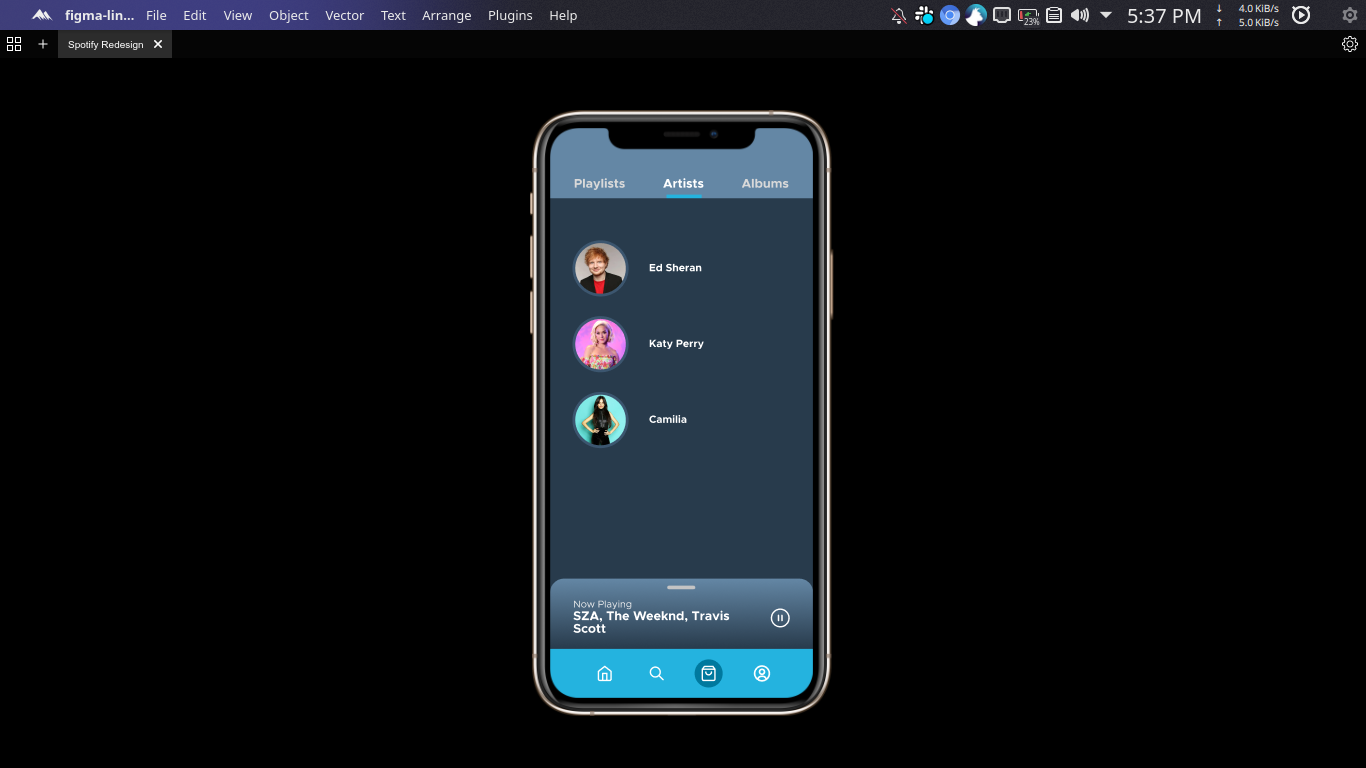 figma-lin... File Edit View Object Vector Text Arrange Plugins Help 23% 5:37 PM 4.0 KiB/s
5.0 KiB/s
Spotify Redesign
Playlists Artists Albums
Ed Sheran
Katy Perry
Camilia
Now Playing
SZA, The Weeknd, Travis
Scott